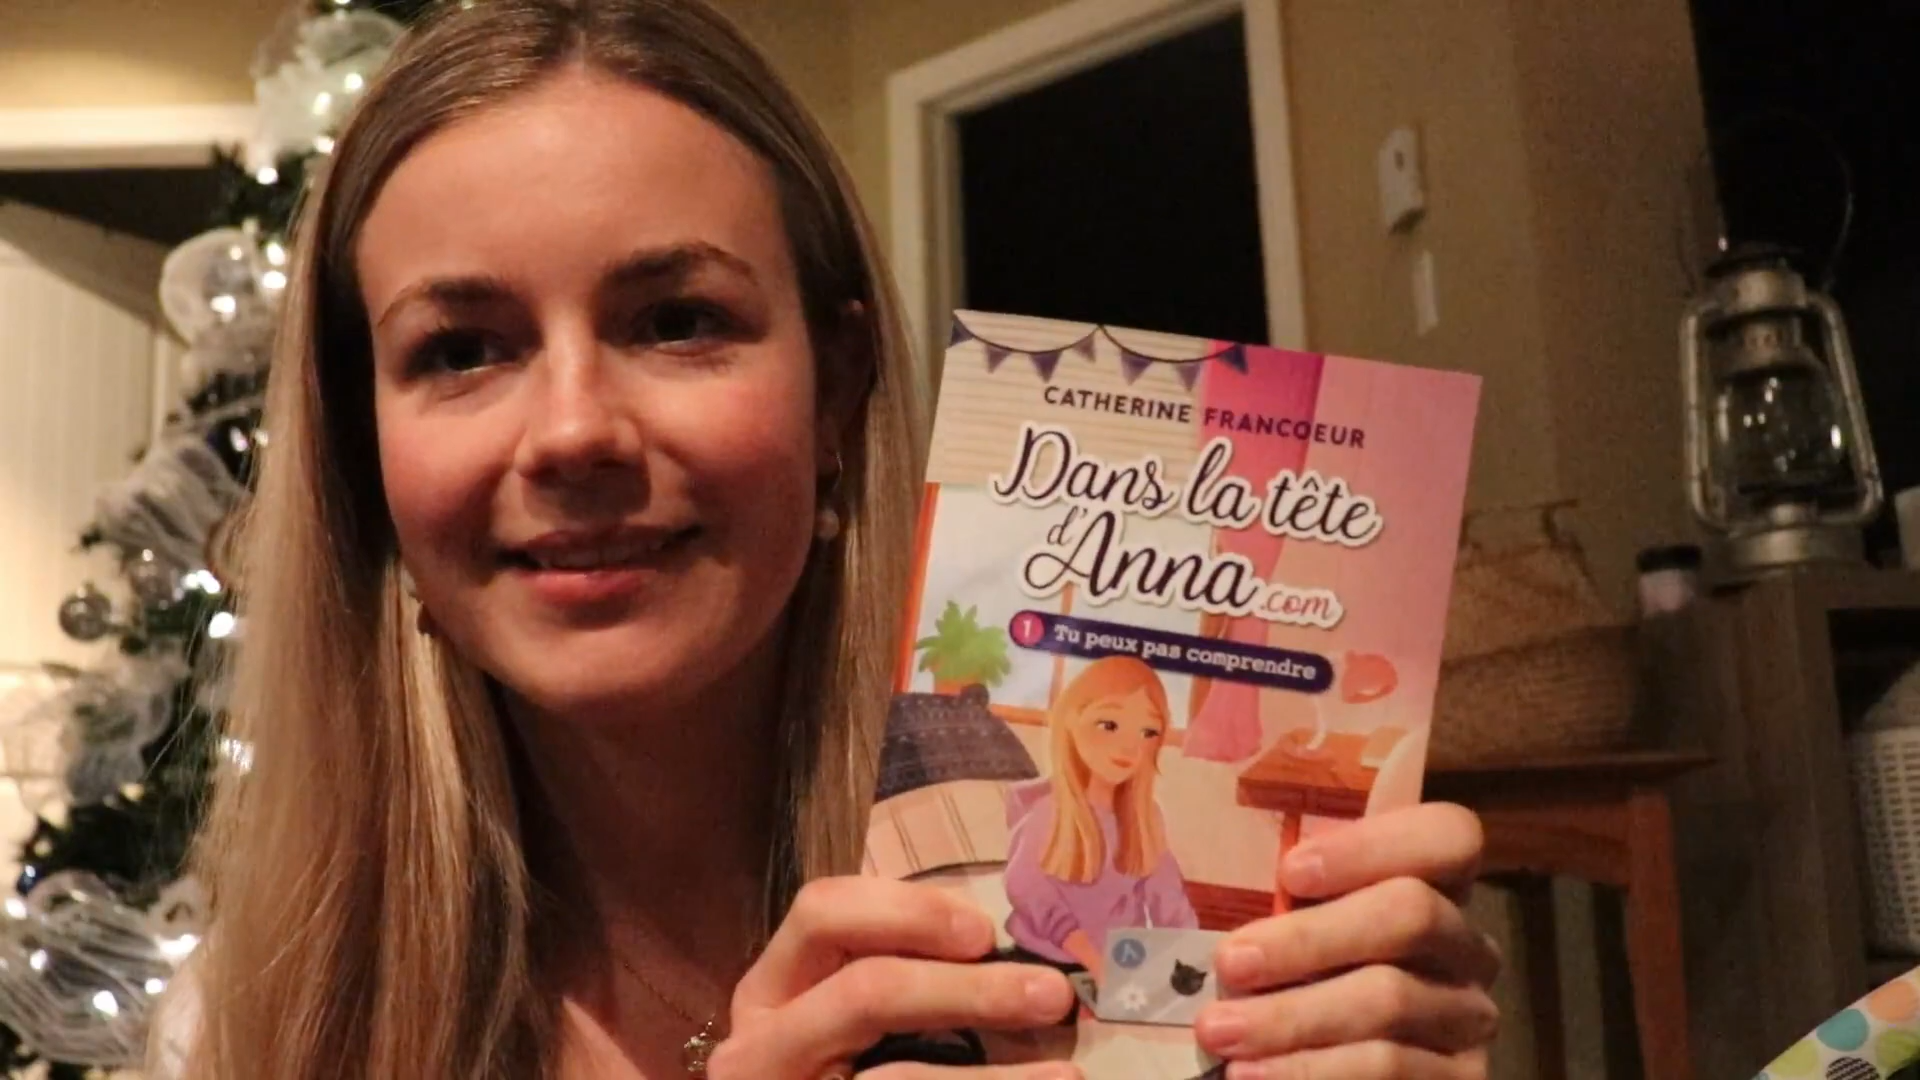 CATHERINE FRANCOEUR
Dans la tête
d'Anna.com
1 Tu peux pas comprendre